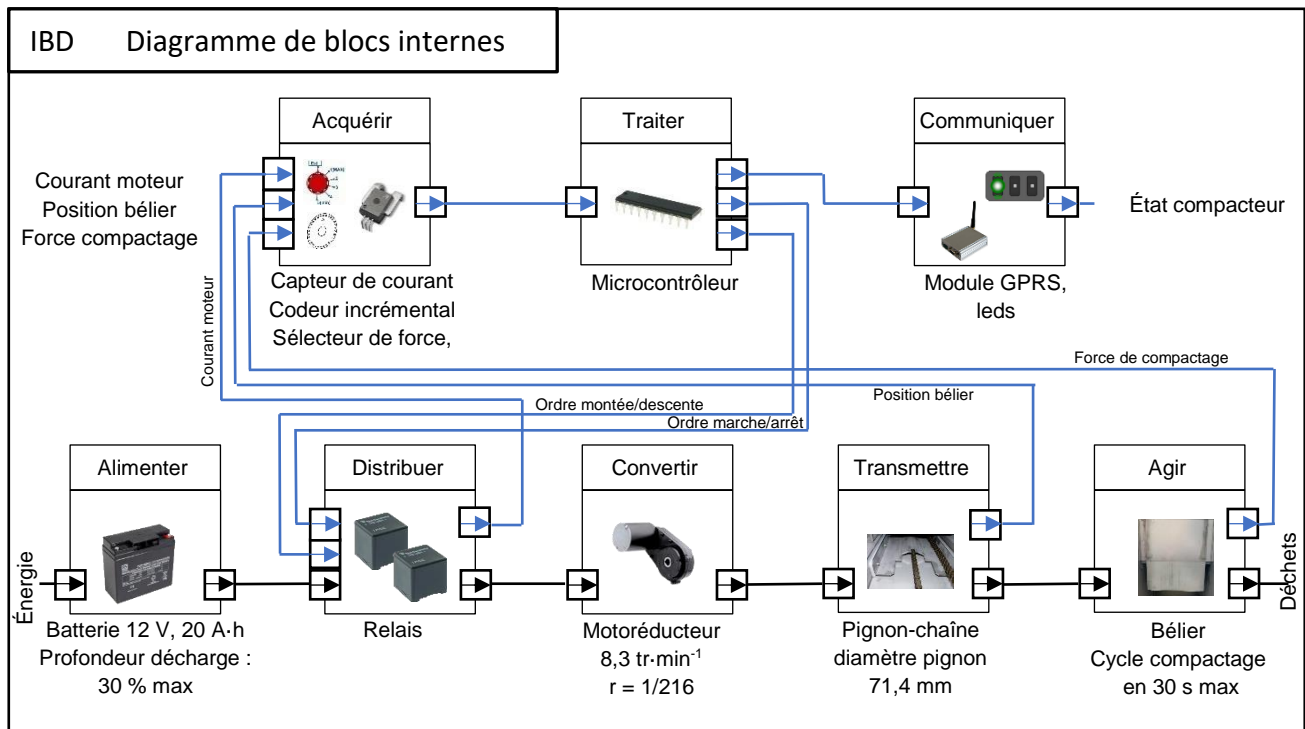 IBD Diagramme de blocs internes
Acquérir
Traiter
Communiquer
Courant moteur
Position bélier
Force compactage
État compacteur
Capteur de courant
Codeur incrémental
Sélecteur de force,
Microcontrôleur
Module GPRS,
leds
Courant moteur
Force de compactage
Position bélier
Ordre montée/descente
Ordre marche/arrêt
Alimenter
Distribuer
Convertir
Transmettre
Agir
Énergie
Déchets
Batterie 12 V, 20 A·h
Profondeur décharge :
30 % max
Relais
Motoréducteur
8,3 tr·min⁻¹
r = 1/216
Pignon-chaîne
diamètre pignon
71,4 mm
Bélier
Cycle compactage
en 30 s max